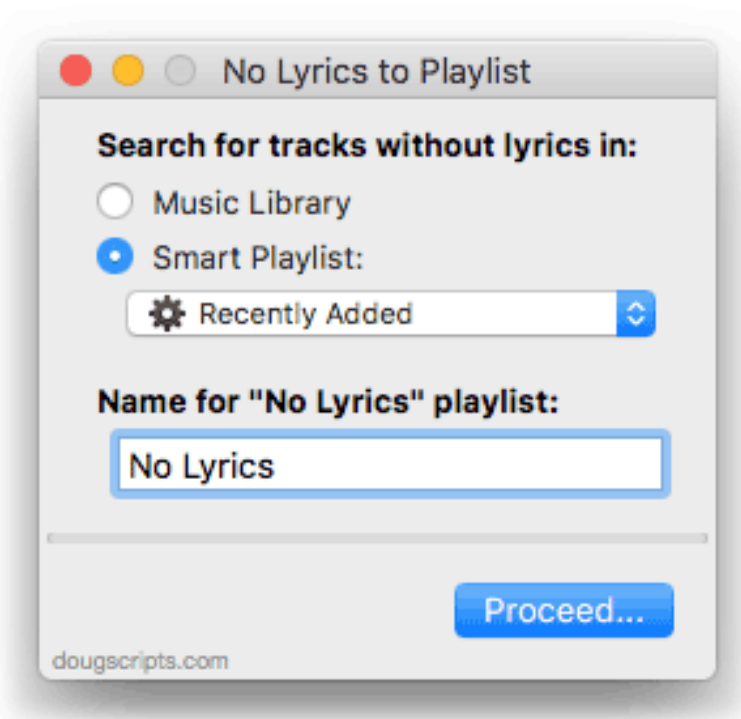 No Lyrics to Playlist
Search for tracks without lyrics in:
Music Library
Smart Playlist:
Recently Added
Name for "No Lyrics" playlist:
No Lyrics
Proceed...
dougscripts.com